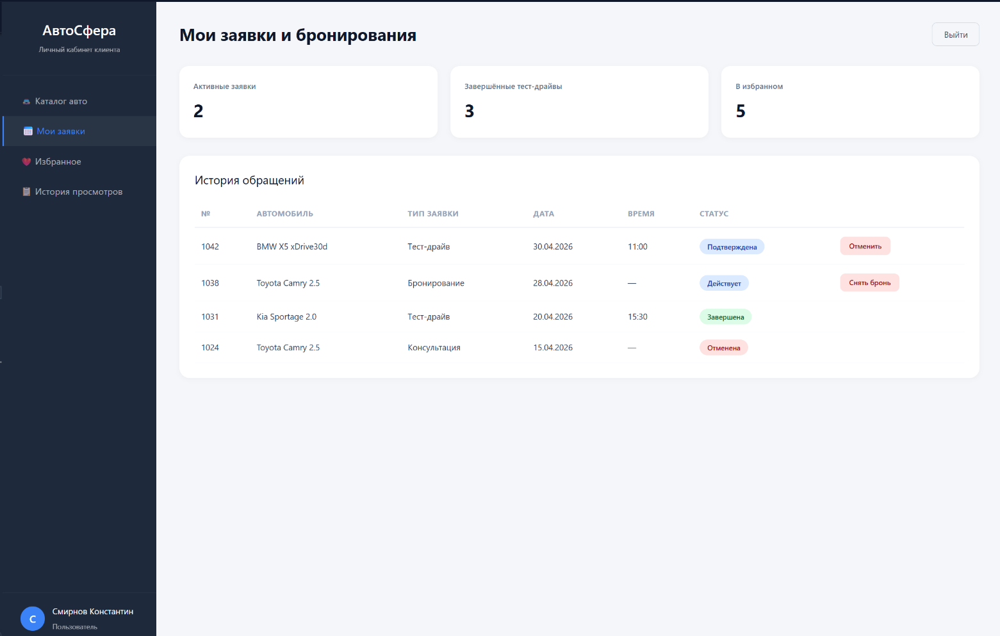 АвтоСфера
Личный кабинет клиента
Каталог авто
Мои заявки
Избранное
История просмотров
Смирнов Константин
С
Пользователь
Мои заявки и бронирования
Выйти
Активные заявки
2
Завершённые тест-драйвы
3
В избранном
5
История обращений
№ АВТОМОБИЛЬ ТИП ЗАЯВКИ ДАТА ВРЕМЯ СТАТУС
1042 BMW X5 xDrive30d Тест-драйв 30.04.2026 11:00 Подтверждена Отменить
1038 Toyota Camry 2.5 Бронирование 28.04.2026 — Действует Снять бронь
1031 Kia Sportage 2.0 Тест-драйв 20.04.2026 15:30 Завершена
1024 Toyota Camry 2.5 Консультация 15.04.2026 — Отменена